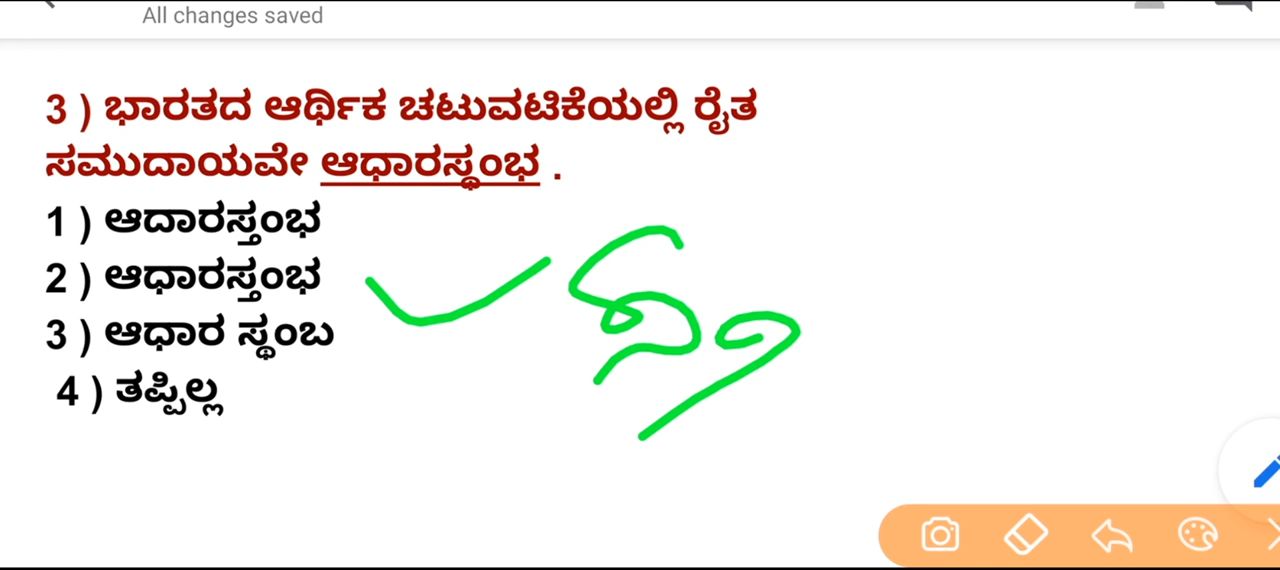 All changes saved
3 ) ಭಾರತದ ಆರ್ಥಿಕ ಚಟುವಟಿಕೆಯಲ್ಲಿ ರೈತ
ಸಮುದಾಯವೇ ಆಧಾರಸ್ಥಂಭ .
1 ) ಆದಾರಸ್ತಂಭ
2 ) ಆಧಾರಸ್ತಂಭ
3 ) ಆಧಾರ ಸ್ಥಂಬ
4 ) ತಪ್ಪಿಲ್ಲ